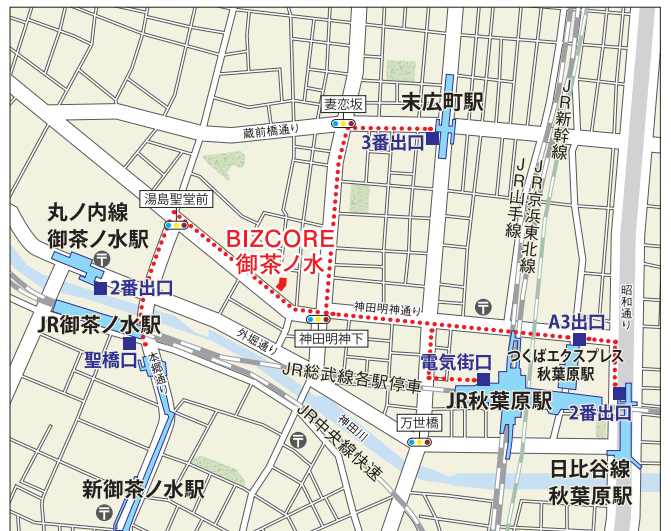 妻恋坂
末広町駅
蔵前橋通り
3番出口
JR新幹線
JR京浜東北線
JR山手線
湯島聖堂前
丸ノ内線
御茶ノ水駅
BIZCORE
御茶ノ水
2番出口
昭和通り
神田明神通り
A3出口
JR御茶ノ水駅
外堀通り
神田明神下
聖橋口
本郷通り
電気街口
つくばエクスプレス
秋葉原駅
JR総武線各駅停車
JR秋葉原駅
2番出口
JR中央線快速
神田川
万世橋
日比谷線
秋葉原駅
新御茶ノ水駅